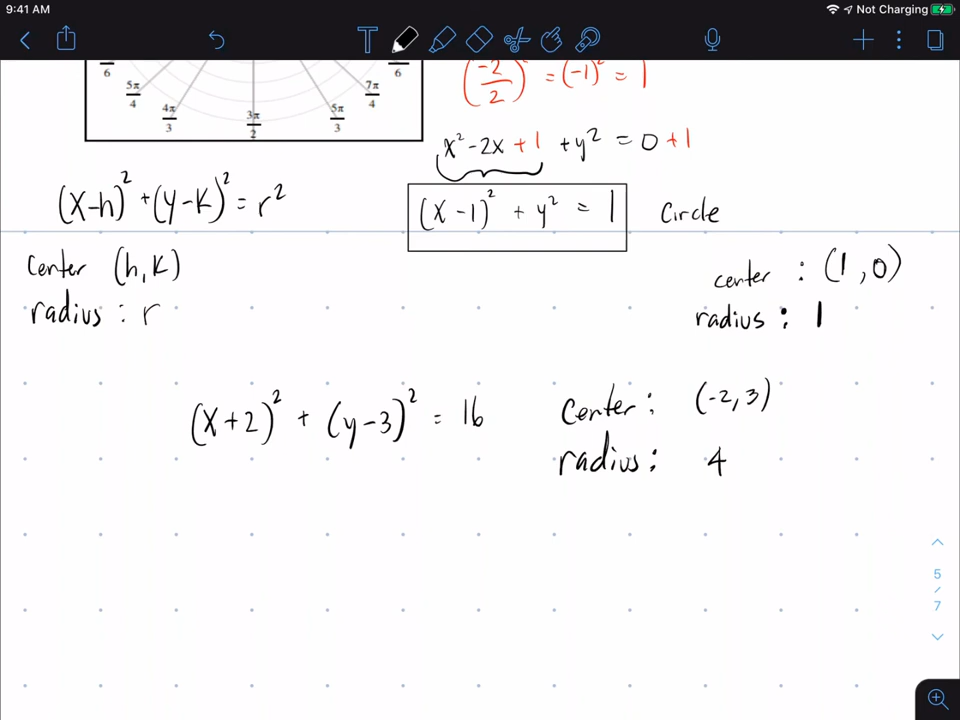 9:41 AM
Not Charging
T
6
6
5π/4
4π/3
3π/2
5π/3
7π/4
(-2/2)² = (-1)² = 1
x² - 2x + 1 + y² = 0 + 1
(x-h)² + (y-k)² = r²
(x - 1)² + y² = 1 Circle
center (h, k)
center : (1, 0)
radius : r
radius : 1
(x+2)² + (y-3)² = 16
Center : (-2, 3)
radius : 4
5
/
7